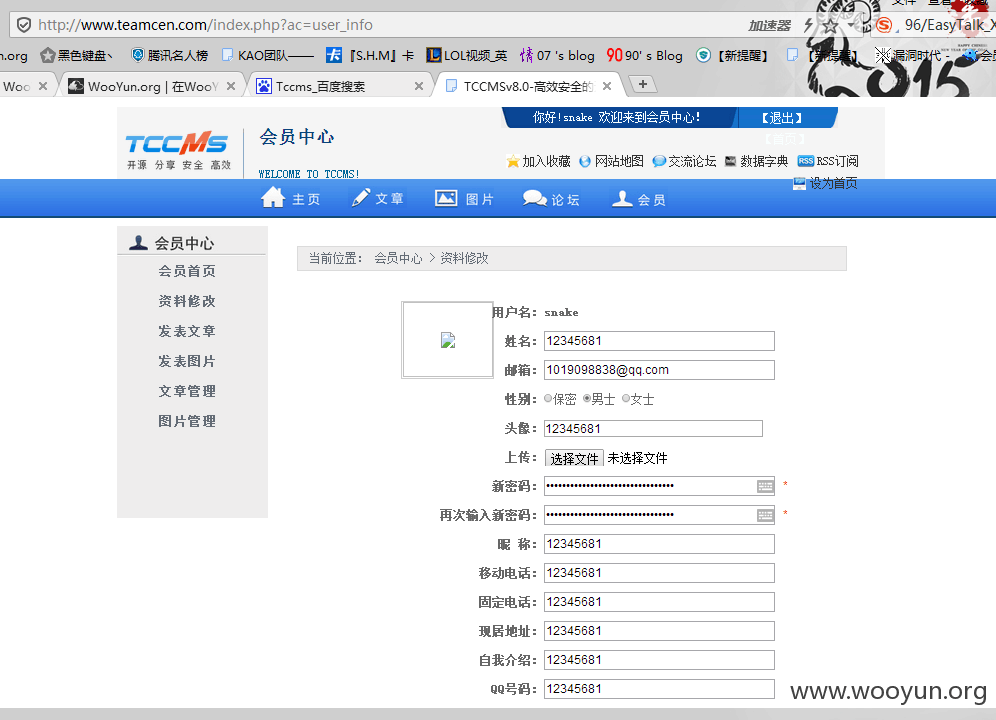 文件 查看
http://www.teamcen.com/index.php?ac=user_info 加速器 96/EasyTalk_X
n.org 黑色键盘丶 腾讯名人榜 KAO团队—— 『S.H.M』卡 LOL视频_英 07 's blog 90' s Blog 【新提醒】 【新提醒】 漏洞时代 - 会员
Woo WooYun.org | 在WooY Tccms_百度搜索 TCCMSv8.0-高效安全的
TCCMS 会员中心 你好!snake 欢迎来到会员中心! 【退出】
【首页】
开源 分享 安全 高效 WELCOME TO TCCMS! 加入收藏 网站地图 交流论坛 数据字典 RSS RSS订阅
设为首页
主页 文章 图片 论坛 会员
会员中心
会员首页
资料修改
发表文章
发表图片
文章管理
图片管理
当前位置: 会员中心 > 资料修改
用户名: snake
姓名: 12345681
邮箱: 1019098838@qq.com
性别: 保密 男士 女士
头像: 12345681
上传: 选择文件 未选择文件
新密码: •••••••••••••••••••••••••••••••• *
再次输入新密码: •••••••••••••••••••••••••••••••• *
昵 称: 12345681
移动电话: 12345681
固定电话: 12345681
现居地址: 12345681
自我介绍: 12345681
QQ号码: 12345681
www.wooyun.org